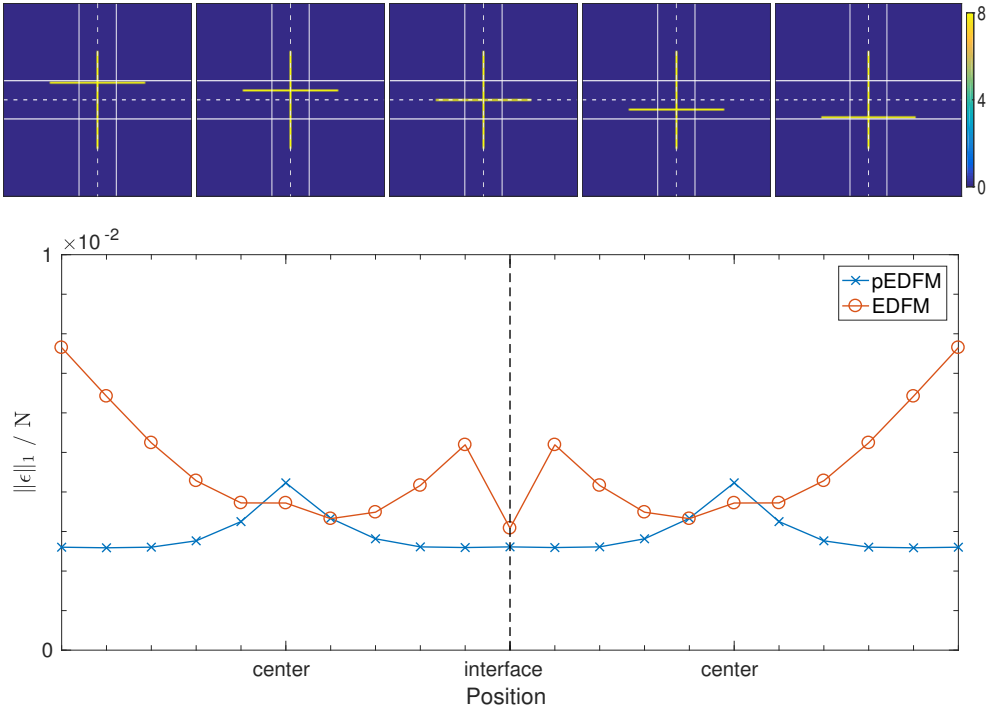 8
4
0
1 ×10 -2
pEDFM
EDFM
‖ϵ‖1 / N
0
center interface center
Position